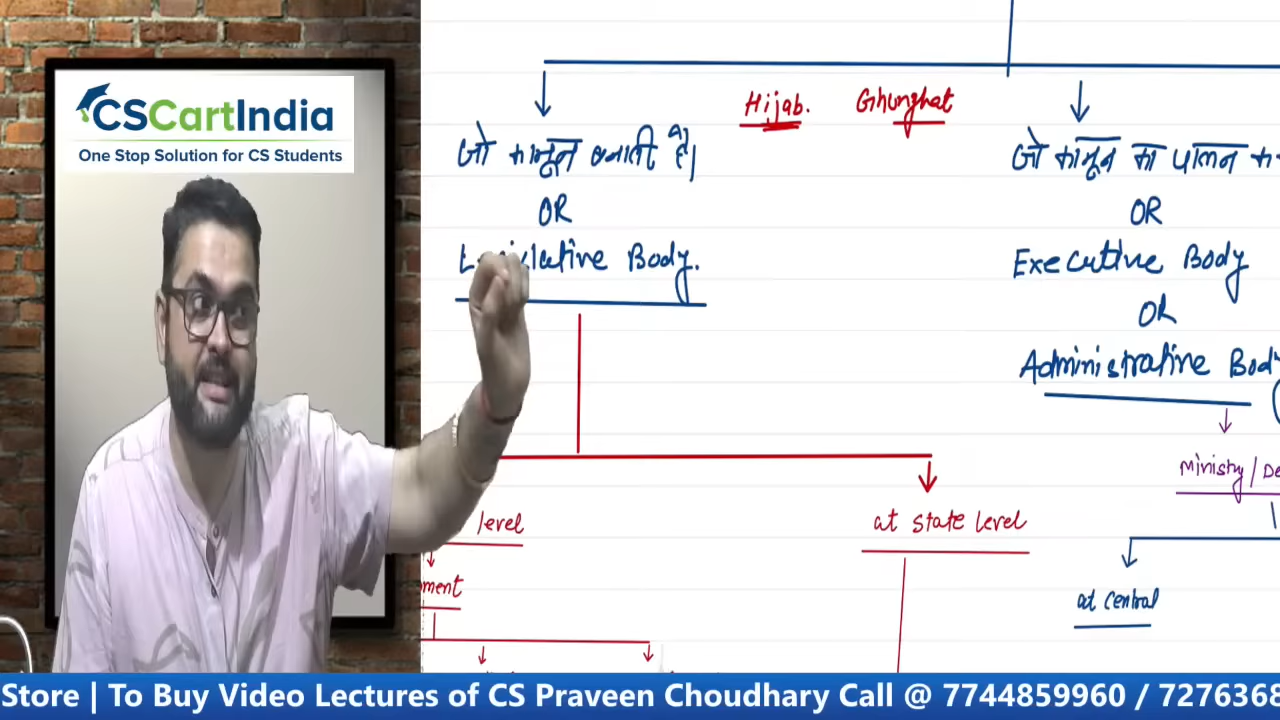 CSCartIndia
One Stop Solution for CS Students
Hijab. Ghunghat
जो कानून बनाती है।
OR
Legislative Body.
जो कानून का पालन
OR
Executive Body
OR
Administrative Body
level
at state level
ment
Ministry / De
at Central
Store | To Buy Video Lectures of CS Praveen Choudhary Call @ 7744859960 / 7276368